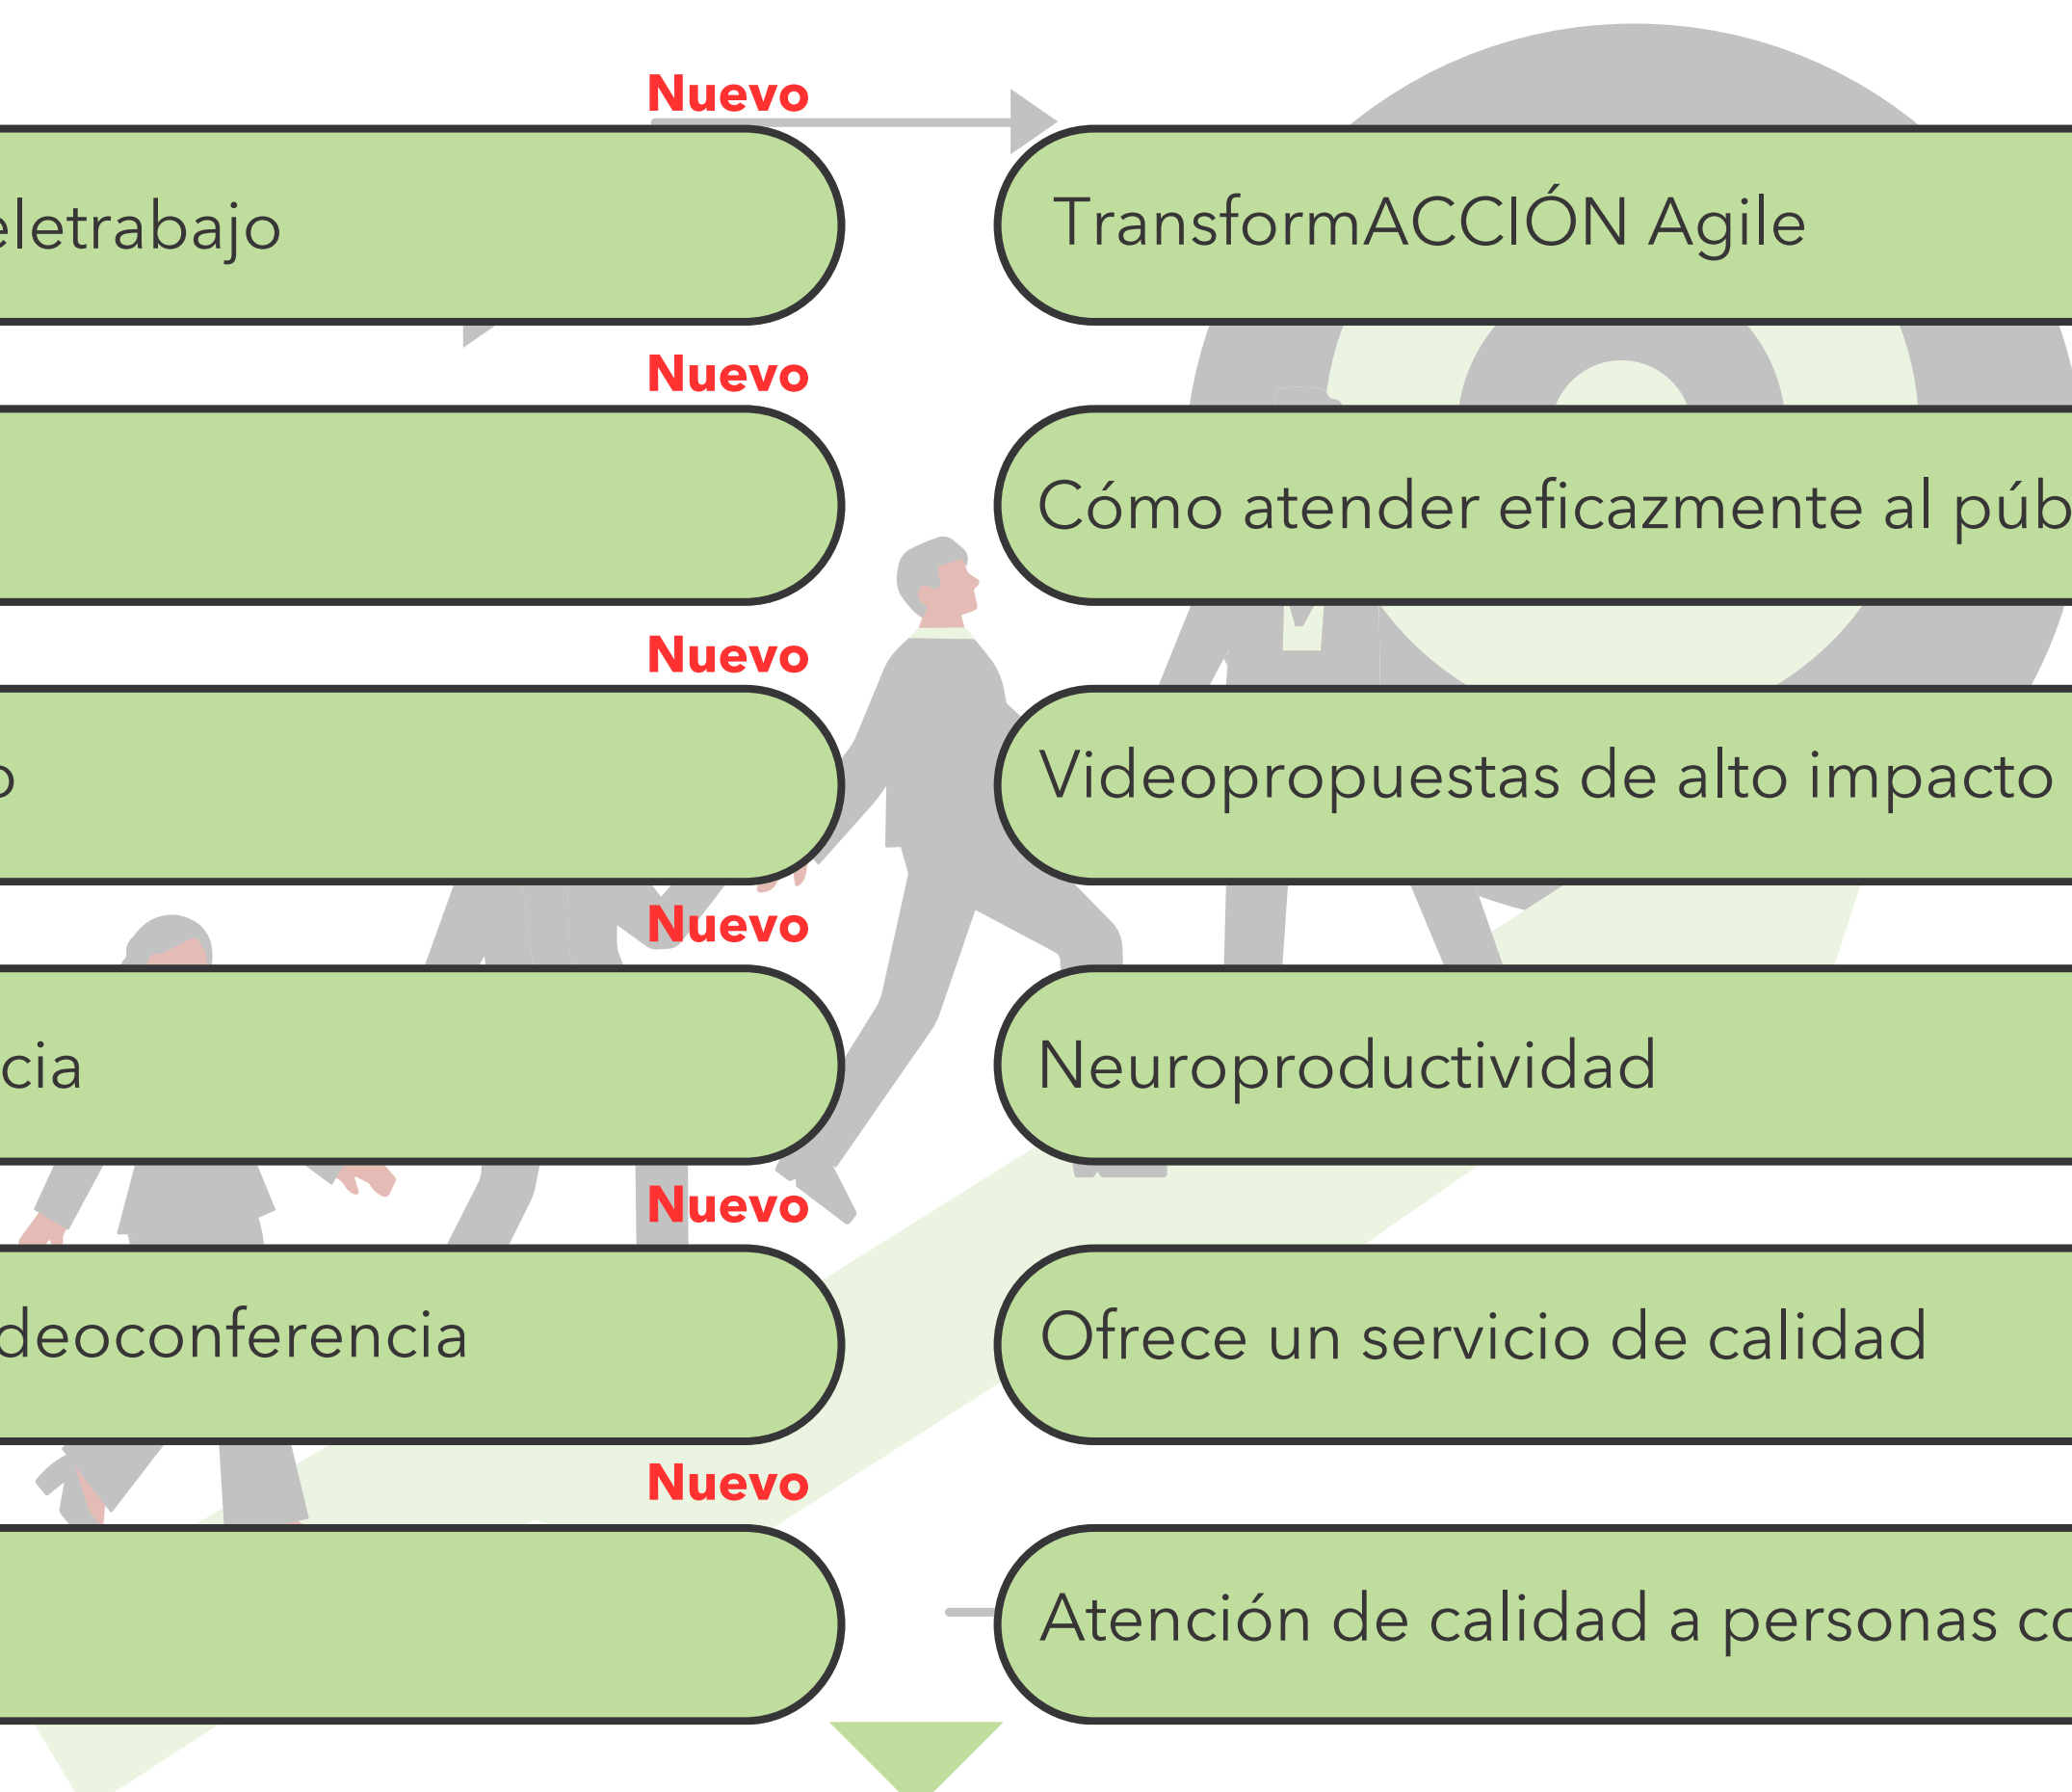 Nuevo
eletrabajo
TransformACCIÓN Agile
Nuevo
Cómo atender eficazmente al púb
Nuevo
o
Videopropuestas de alto impacto
Nuevo
cia
Neuroproductividad
Nuevo
deoconferencia
Ofrece un servicio de calidad
Nuevo
Atención de calidad a personas co